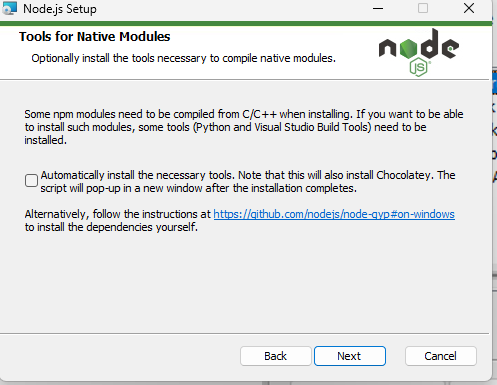 Node.js Setup
Tools for Native Modules
Optionally install the tools necessary to compile native modules.
node
JS
Some npm modules need to be compiled from C/C++ when installing. If you want to be able
to install such modules, some tools (Python and Visual Studio Build Tools) need to be
installed.
Automatically install the necessary tools. Note that this will also install Chocolatey. The
script will pop-up in a new window after the installation completes.
Alternatively, follow the instructions at https://github.com/nodejs/node-gyp#on-windows
to install the dependencies yourself.
Back
Next
Cancel